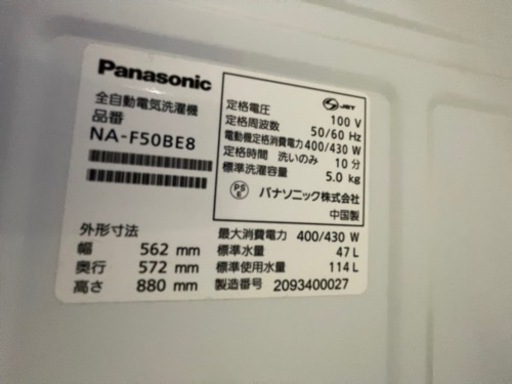 Panasonic
全自動電気洗濯機
品番
NA-F50BE8
外形寸法
幅 562 mm
奥行 572 mm
高さ 880 mm
JET
定格電圧 100 V
定格周波数 50/60 Hz
電動機定格消費電力 400/430 W
定格時間 洗いのみ 10 分
標準洗濯容量 5.0 kg
PS E パナソニック株式会社
中国製
最大消費電力 400/430 W
標準水量 47 L
標準使用水量 114 L
製造番号 2093400027